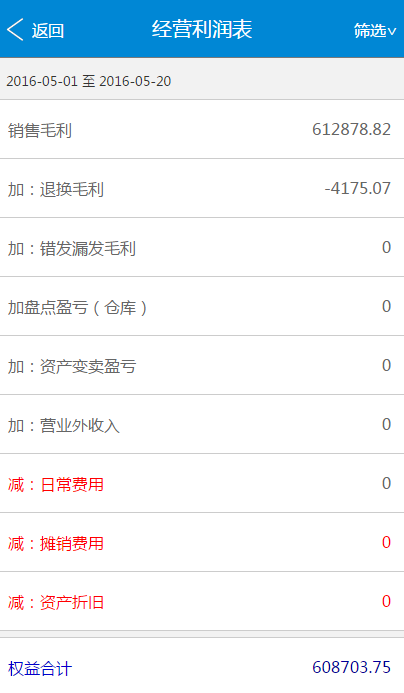 返回 经营利润表 筛选
2016-05-01 至 2016-05-20
销售毛利 612878.82
加：退换毛利 -4175.07
加：错发漏发毛利 0
加盘点盈亏（仓库） 0
加：资产变卖盈亏 0
加：营业外收入 0
减：日常费用 0
减：摊销费用 0
减：资产折旧 0
权益合计 608703.75